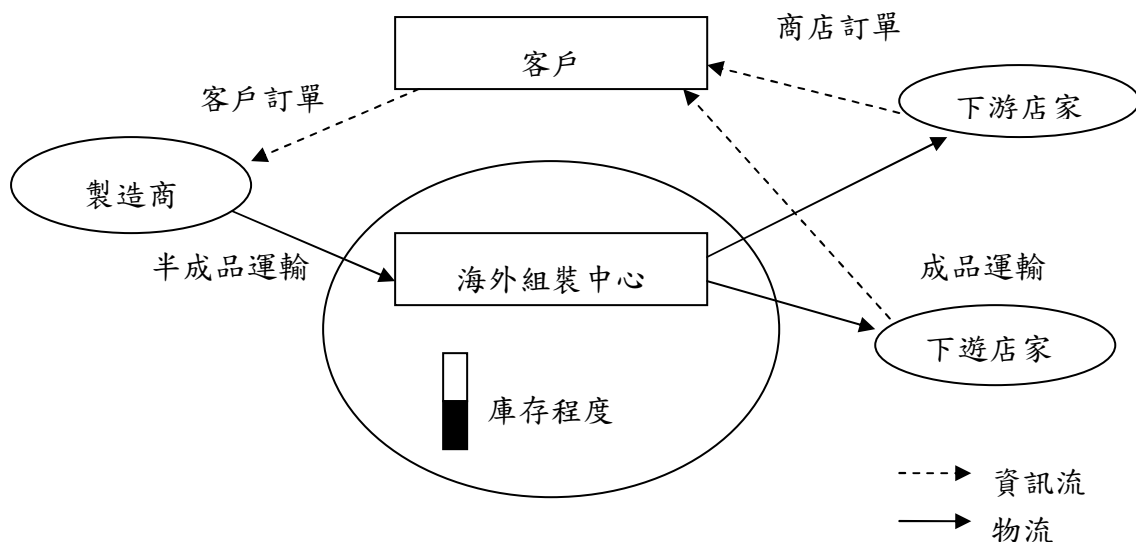 商店訂單
客戶
客戶訂單
下游店家
製造商
半成品運輸
海外組裝中心
成品運輸
下遊店家
庫存程度
資訊流
物流